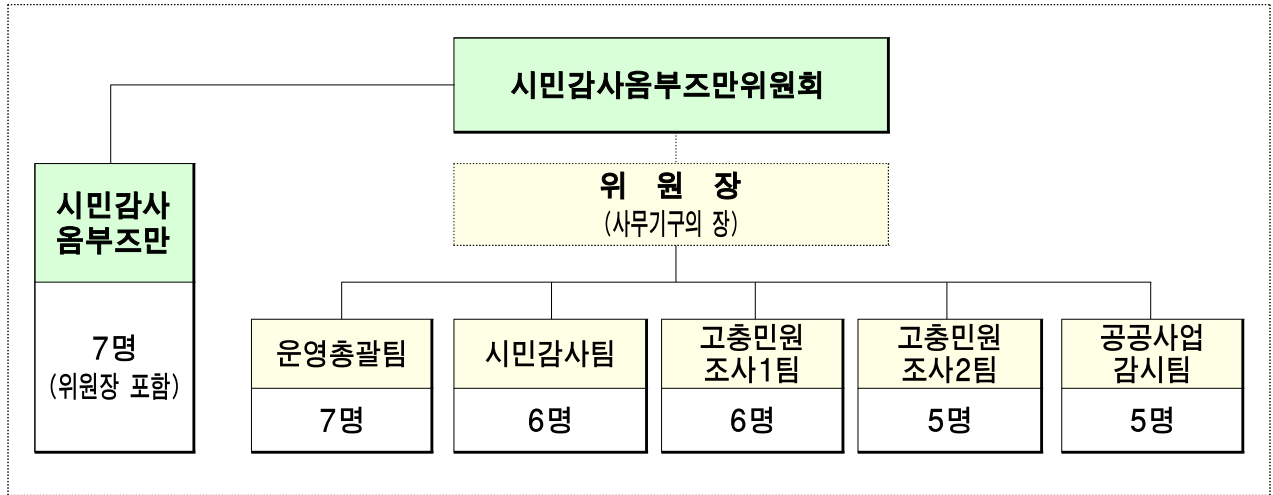 시민감사옴부즈만위원회
시민감사
옴부즈만
7명
(위원장 포함)
위 원 장
(사무기구의 장)
운영총괄팀
7명
시민감사팀
6명
고충민원
조사1팀
6명
고충민원
조사2팀
5명
공공사업
감시팀
5명